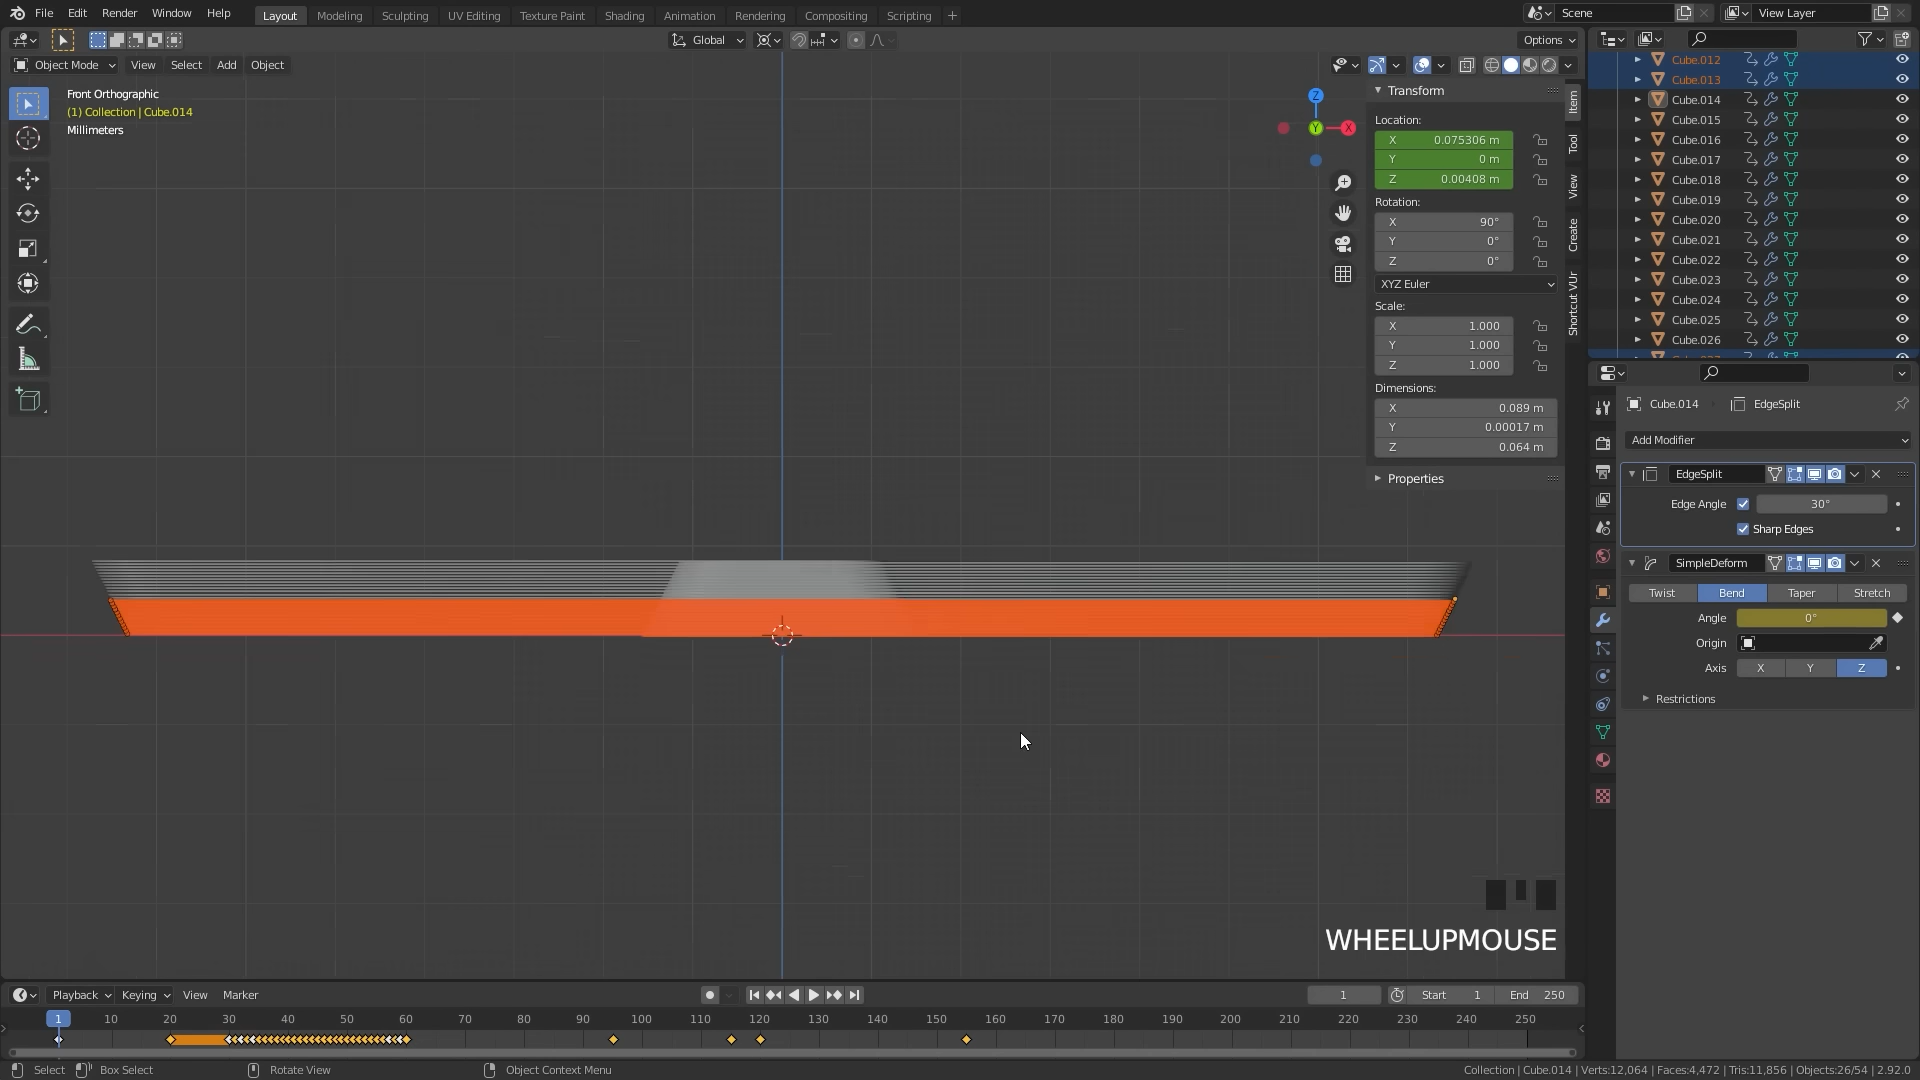 File Edit Render Window Help Layout Modeling Sculpting UV Editing Texture Paint Shading Animation Rendering Compositing Scripting + Scene View Layer
Global Options
Object Mode View Select Add Object
Front Orthographic
(1) Collection | Cube.014
Millimeters
Z
Y
X
Transform
Location:
X 0.075306 m
Y 0 m
Z 0.00408 m
Rotation:
X 90°
Y 0°
Z 0°
XYZ Euler
Scale:
X 1.000
Y 1.000
Z 1.000
Dimensions:
X 0.089 m
Y 0.00017 m
Z 0.064 m
Properties
Item
Tool
View
Create
Shortcut VUr
Cube.012
Cube.013
Cube.014
Cube.015
Cube.016
Cube.017
Cube.018
Cube.019
Cube.020
Cube.021
Cube.022
Cube.023
Cube.024
Cube.025
Cube.026
Cube.014 EdgeSplit
Add Modifier
EdgeSplit
Edge Angle 30°
Sharp Edges
SimpleDeform
Twist Bend Taper Stretch
Angle 0°
Origin
Axis X Y Z
Restrictions
WHEELUPMOUSE
Playback Keying View Marker 1 Start 1 End 250
1 10 20 30 40 50 60 70 80 90 100 110 120 130 140 150 160 170 180 190 200 210 220 230 240 250
Select Box Select Rotate View Object Context Menu Collection | Cube.014 | Verts:12,064 | Faces:4,472 | Tris:11,856 | Objects:26/54 | 2.92.0